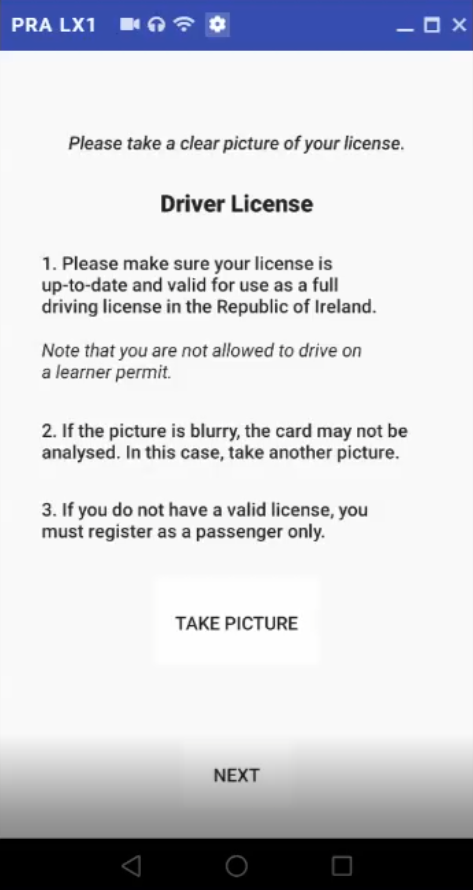 PRA LX1
Please take a clear picture of your license.
Driver License
1. Please make sure your license is
up-to-date and valid for use as a full
driving license in the Republic of Ireland.
Note that you are not allowed to drive on
a learner permit.
2. If the picture is blurry, the card may not be
analysed. In this case, take another picture.
3. If you do not have a valid license, you
must register as a passenger only.
TAKE PICTURE
NEXT